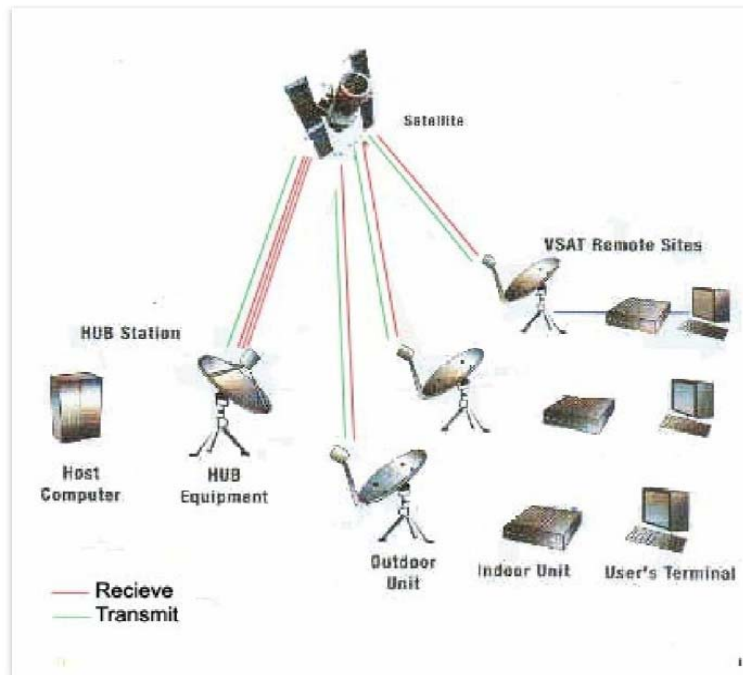 Satellite
VSAT Remote Sites
HUB Station
Host
Computer
HUB
Equipment
Outdoor
Unit
Indoor Unit
User's Terminal
Recieve
Transmit